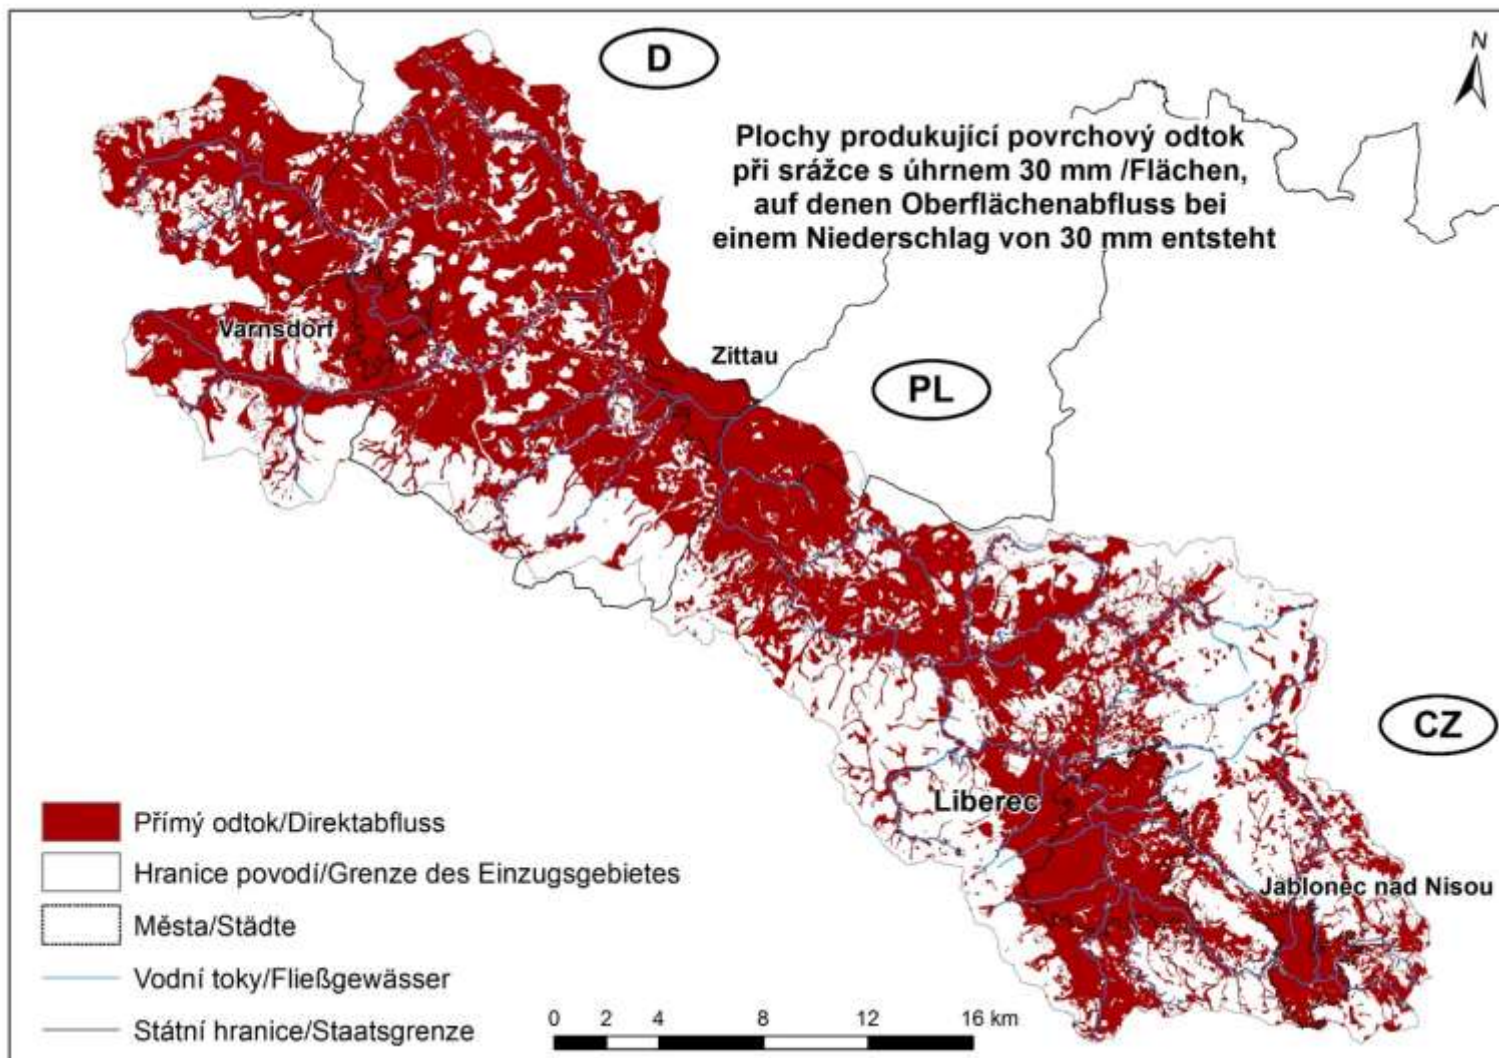 D
N
Plochy produkující povrchový odtok
při srážce s úhrnem 30 mm /Flächen,
auf denen Oberflächenabfluss bei
einem Niederschlag von 30 mm entsteht
Varnsdorf
Zittau
PL
CZ
Liberec
Jablonec nad Nisou
Přímý odtok/Direktabfluss
Hranice povodí/Grenze des Einzugsgebietes
Města/Städte
Vodní toky/Fließgewässer
Státní hranice/Staatsgrenze
0 2 4 8 12 16 km